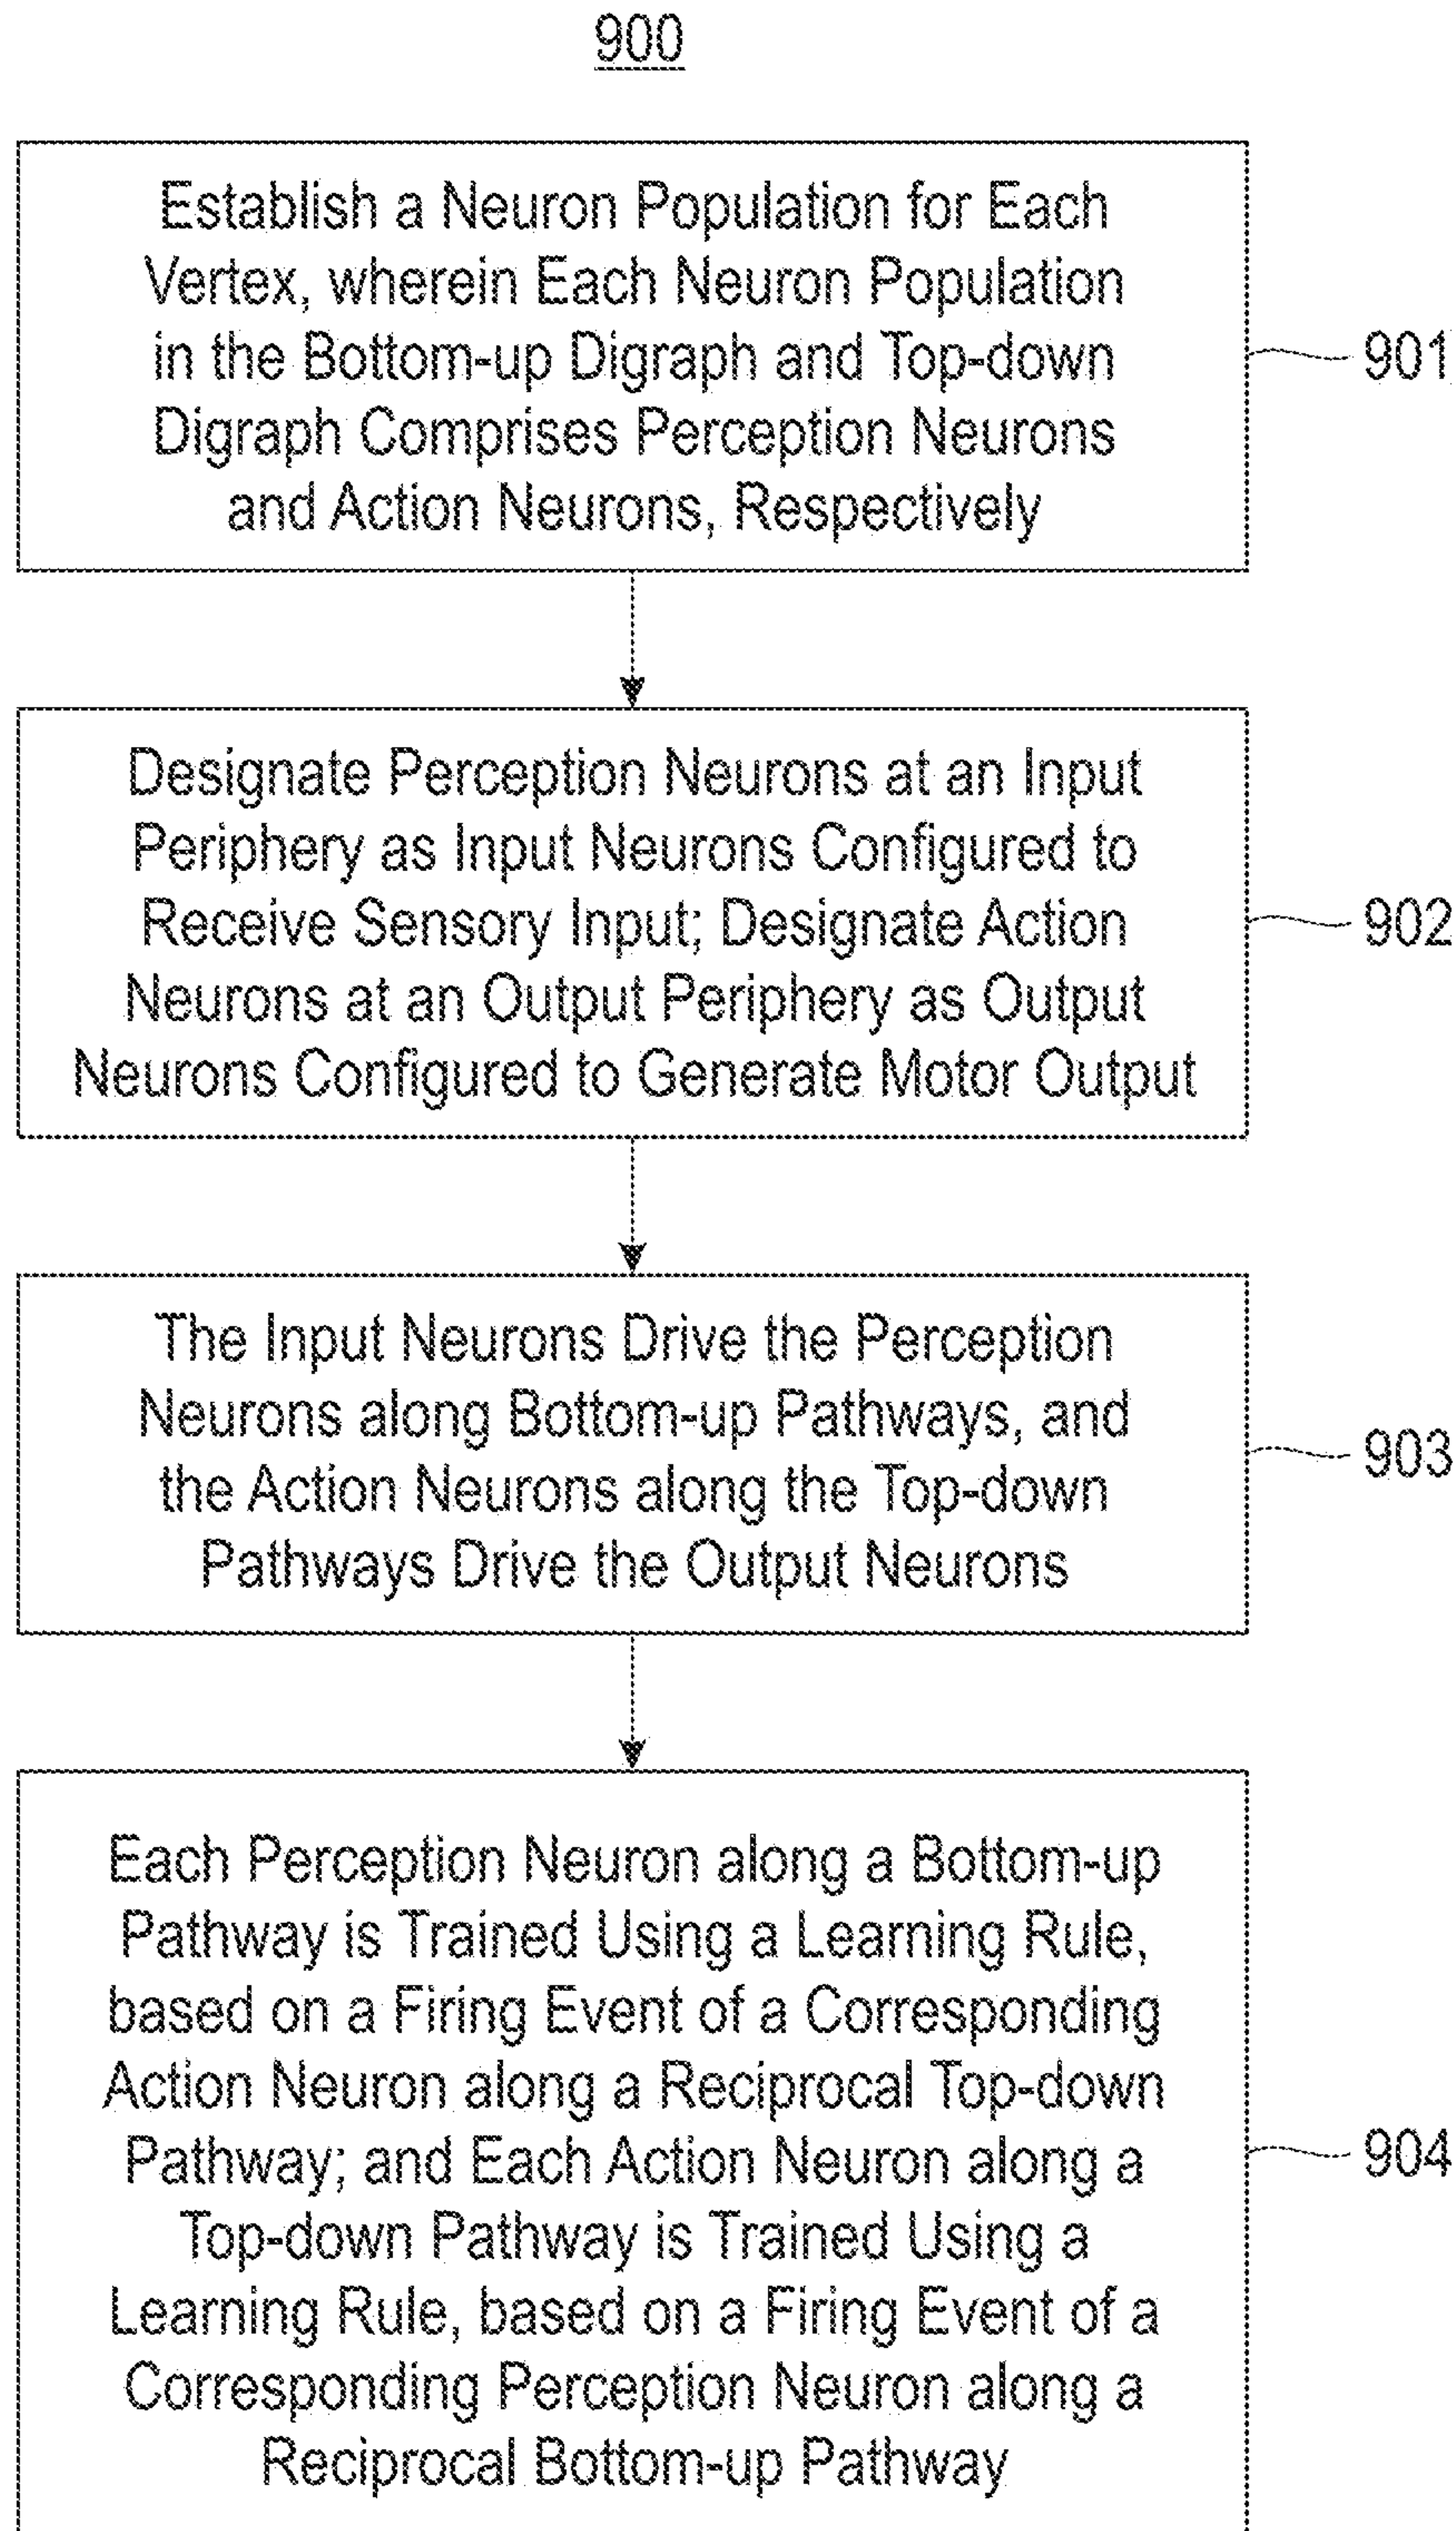 900
Establish a Neuron Population for Each
Vertex, wherein Each Neuron Population
in the Bottom-up Digraph and Top-down
Digraph Comprises Perception Neurons
and Action Neurons, Respectively
901
Designate Perception Neurons at an Input
Periphery as Input Neurons Configured to
Receive Sensory Input; Designate Action
Neurons at an Output Periphery as Output
Neurons Configured to Generate Motor Output
902
The Input Neurons Drive the Perception
Neurons along Bottom-up Pathways, and
the Action Neurons along the Top-down
Pathways Drive the Output Neurons
903
Each Perception Neuron along a Bottom-up
Pathway is Trained Using a Learning Rule,
based on a Firing Event of a Corresponding
Action Neuron along a Reciprocal Top-down
Pathway; and Each Action Neuron along a
Top-down Pathway is Trained Using a
Learning Rule, based on a Firing Event of a
Corresponding Perception Neuron along a
Reciprocal Bottom-up Pathway
904